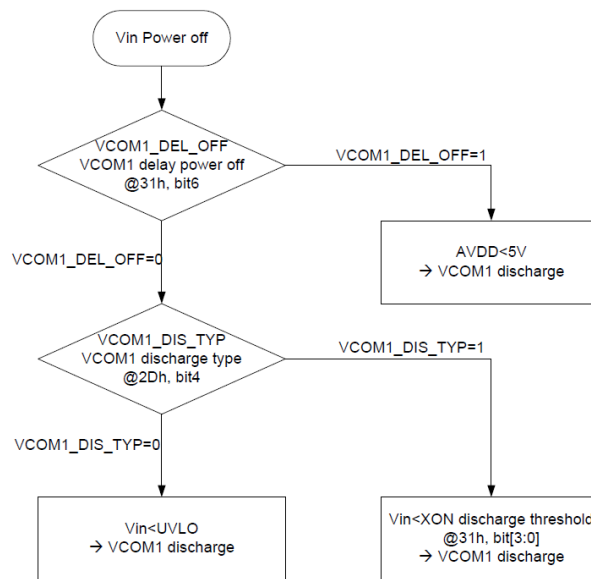 Vin Power off
VCOM1_DEL_OFF
VCOM1 delay power off
@31h, bit6
VCOM1_DEL_OFF=1
AVDD<5V
→ VCOM1 discharge
VCOM1_DEL_OFF=0
VCOM1_DIS_TYP
VCOM1 discharge type
@2Dh, bit4
VCOM1_DIS_TYP=1
VCOM1_DIS_TYP=0
Vin<UVLO
→ VCOM1 discharge
Vin<XON discharge threshold
@31h, bit[3:0]
→ VCOM1 discharge